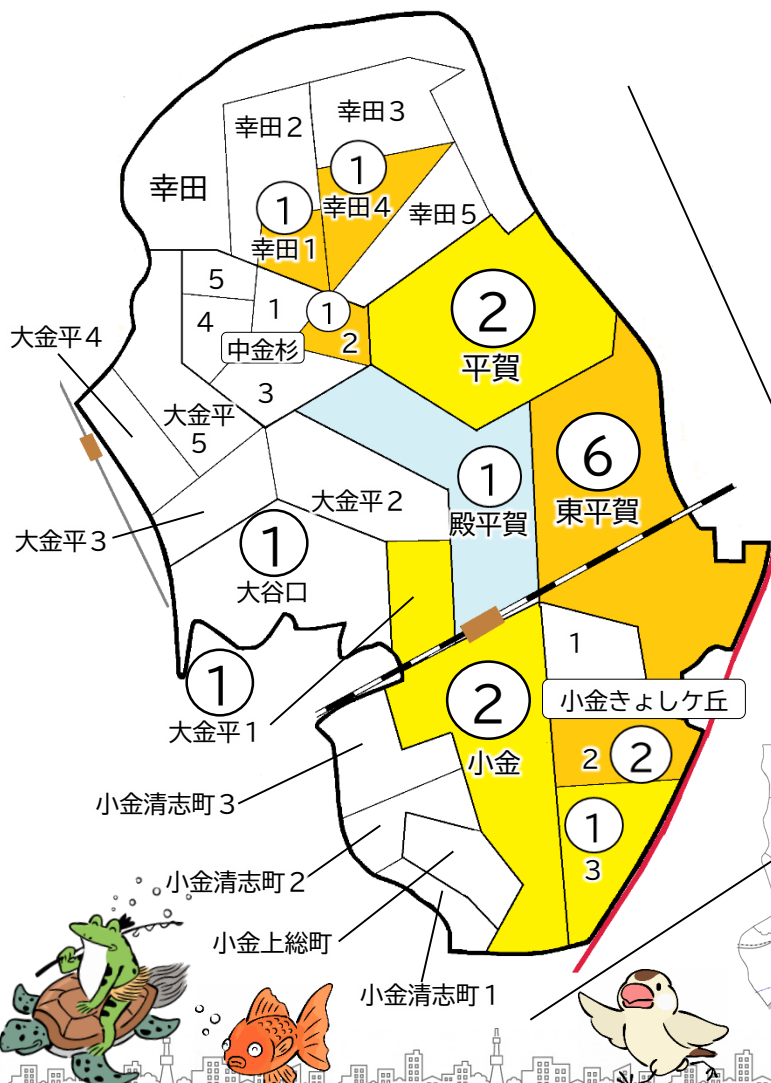 幸田2
幸田3
幸田
1
幸田4
1
幸田1
幸田5
5
1
1
4
2
中金杉
3
2
平賀
大金平4
大金平
5
6
東平賀
1
殿平賀
大金平2
大金平3
1
大谷口
1
大金平1
1
小金きよしケ丘
2
小金
2
2
1
3
小金清志町3
小金清志町2
小金上総町
小金清志町1